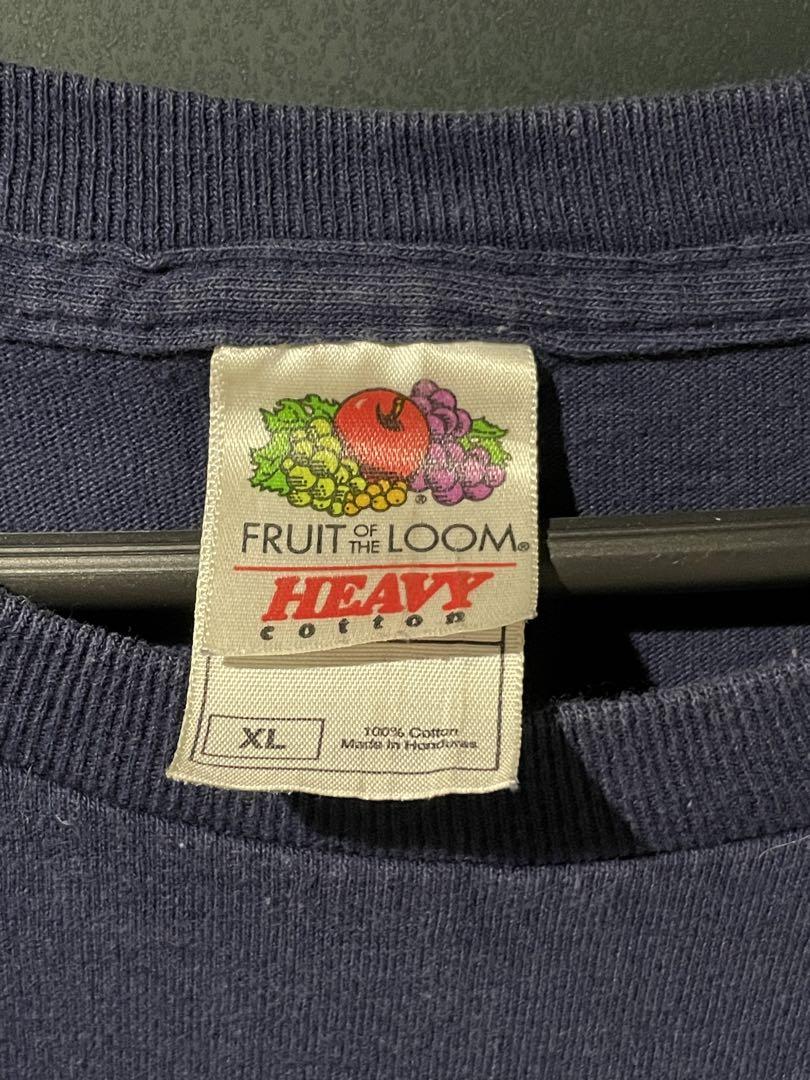 ®
FRUIT OF THE LOOM®
HEAVY
cotton
XL
100% Cotton
Made In Honduras